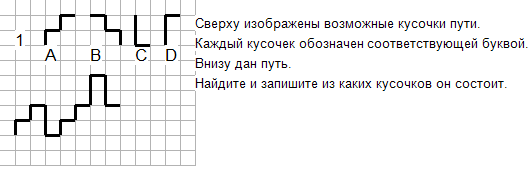 Сверху изображены возможные кусочки пути.
1
Каждый кусочек обозначен соответствующей буквой.
A B C D
Внизу дан путь.
Найдите и запишите из каких кусочков он состоит.